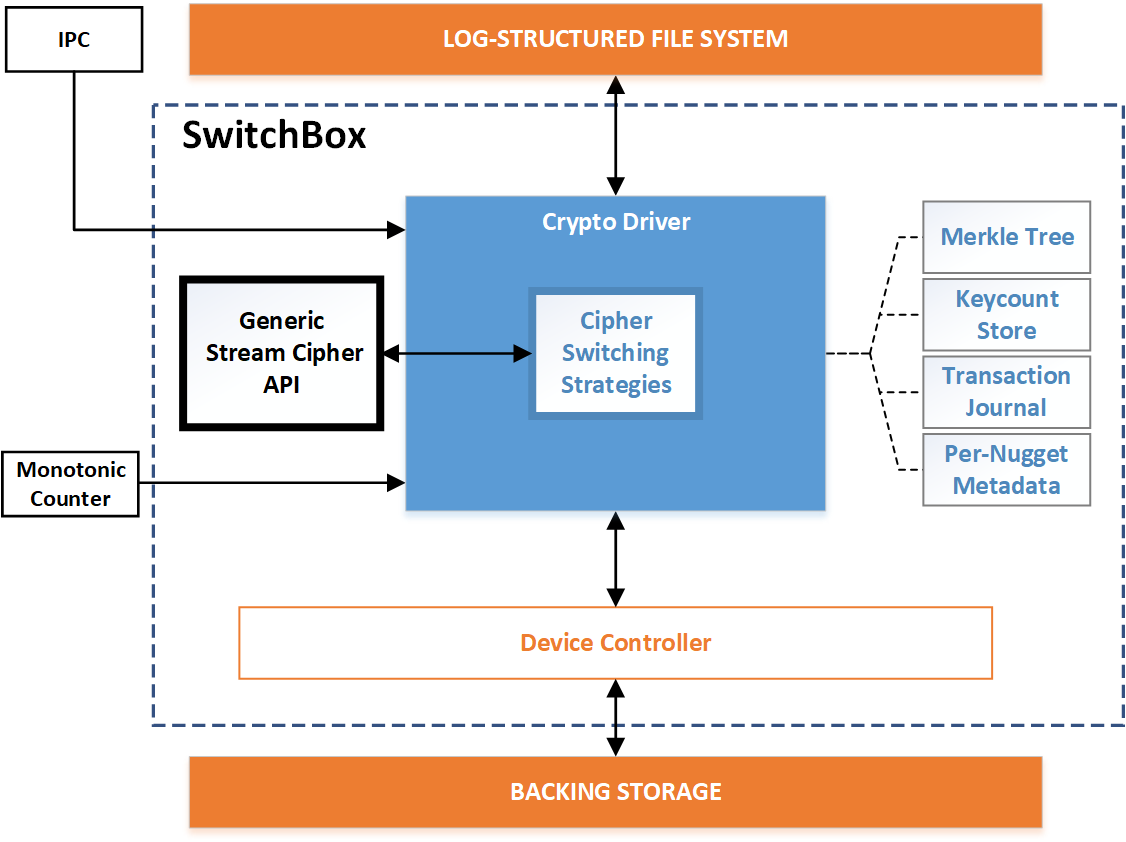 IPC
LOG-STRUCTURED FILE SYSTEM
SwitchBox
Crypto Driver
Generic
Stream Cipher
API
Cipher
Switching
Strategies
Merkle Tree
Keycount
Store
Transaction
Journal
Per-Nugget
Metadata
Monotonic
Counter
Device Controller
BACKING STORAGE